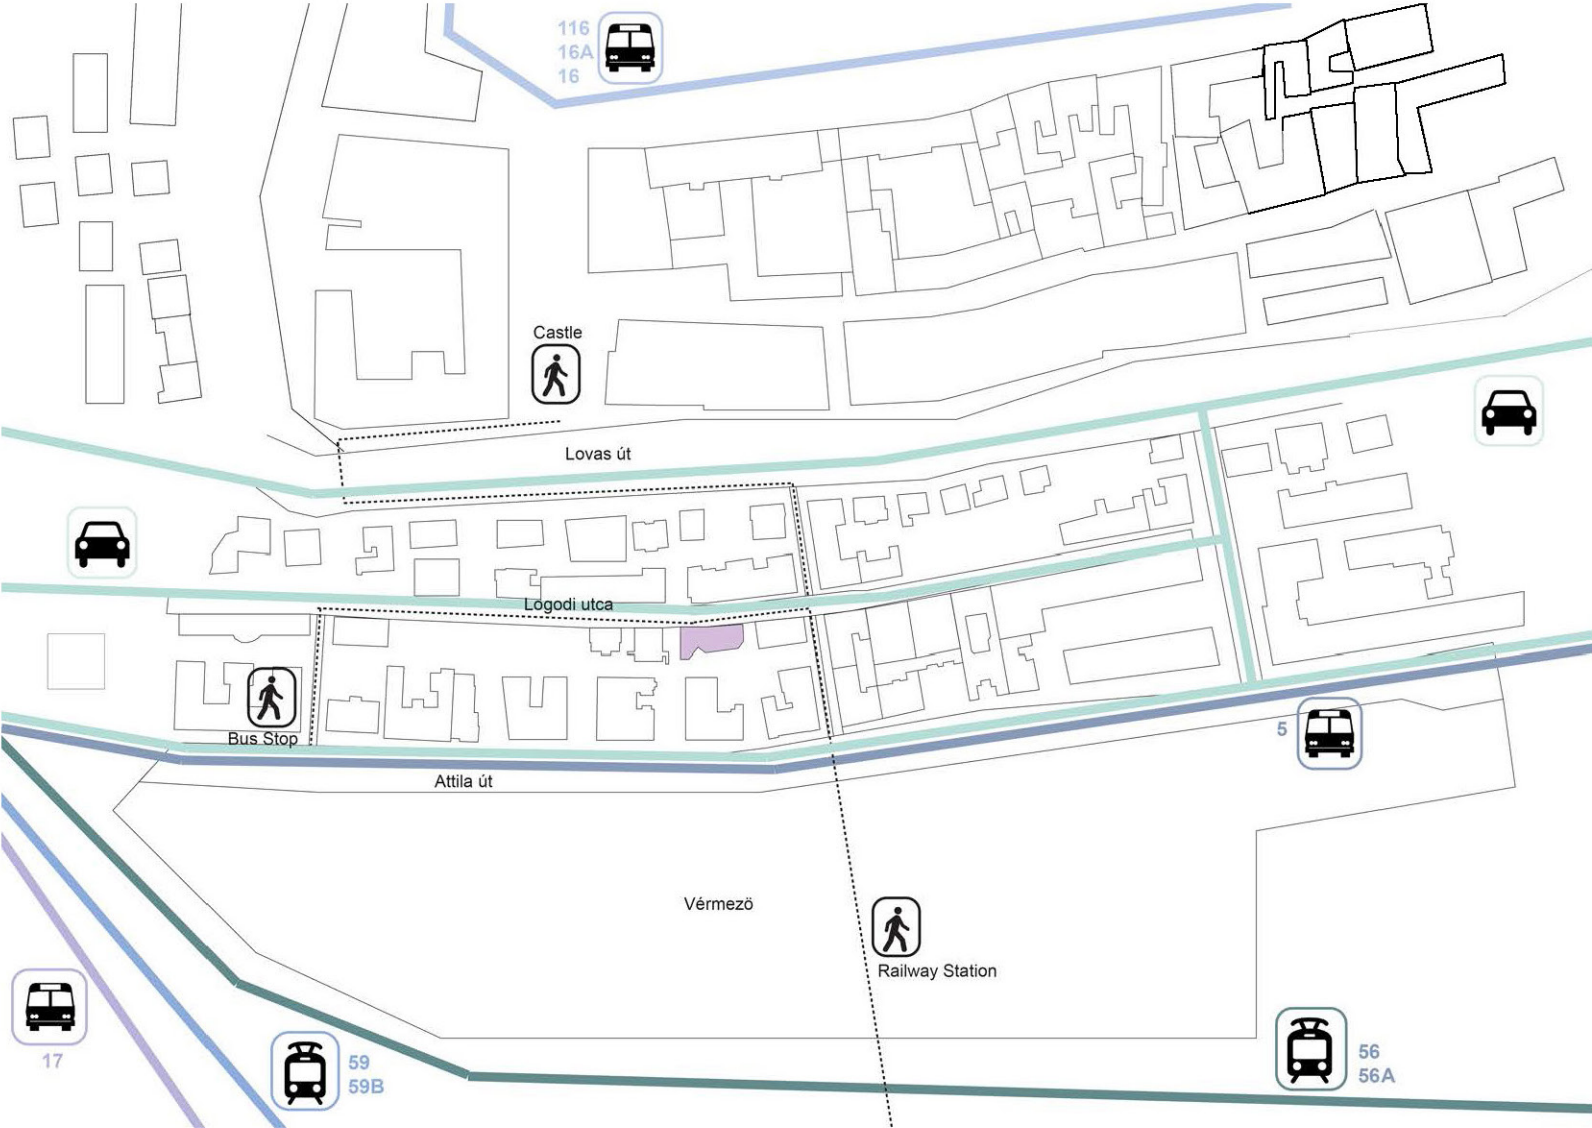 116
16A
16
Castle
Lovas út
Logodi utca
Bus Stop
5
Attila út
Vérmezö
Railway Station
17
59
59B
56
56A